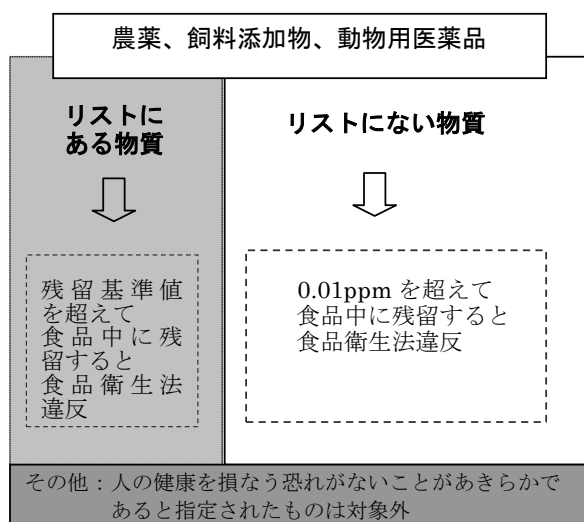 農薬、飼料添加物、動物用医薬品
リストに
ある物質
残留基準値
を超えて
食品中に残
留すると
食品衛生法
違反
リストにない物質
0.01ppm を超えて
食品中に残留すると
食品衛生法違反
その他：人の健康を損なう恐れがないことがあきらかで
あると指定されたものは対象外